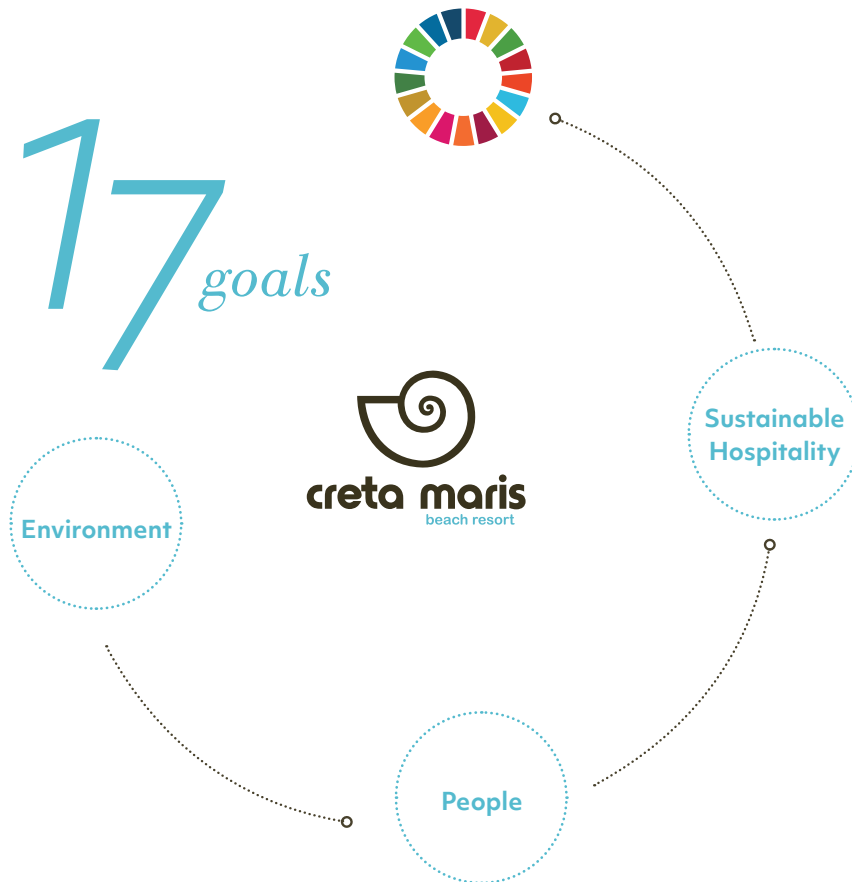 17
goals
Sustainable
Hospitality
creta maris
beach resort
Environment
People